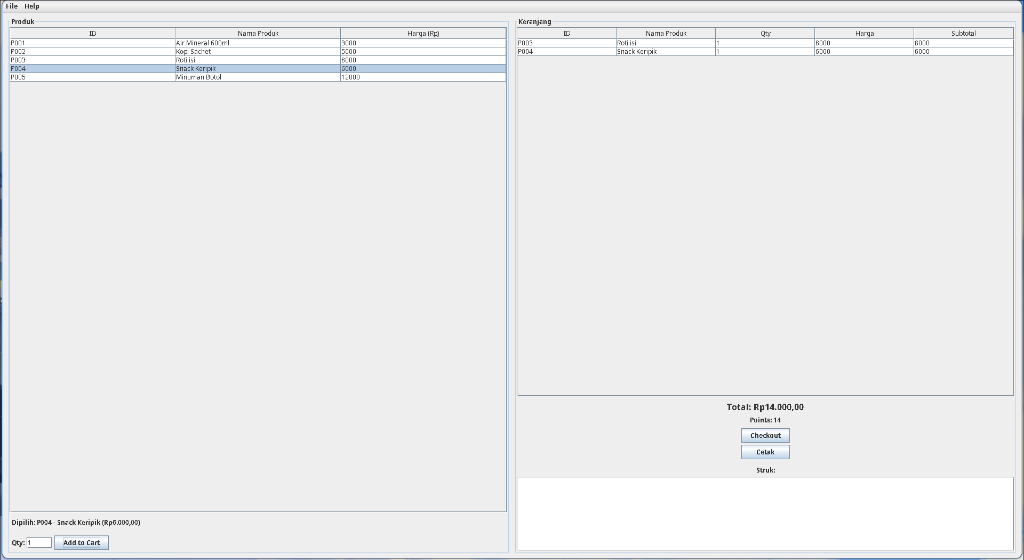 File Help
Produk
ID Nama Produk Harga (Rp)
P001 Air Mineral 600ml 3000
P002 Kopi Sachet 5000
P003 Roti isi 8000
P004 Snack Keripik 6000
P005 Minuman Botol 12000
Dipilih: P004 - Snack Keripik (Rp6.000,00)
Qty: 1 Add to Cart
Keranjang
ID Nama Produk Qty Harga Subtotal
P003 Roti isi 1 8000 8000
P004 Snack Keripik 1 6000 6000
Total: Rp14.000,00
Points: 14
Checkout
Cetak
Struk: